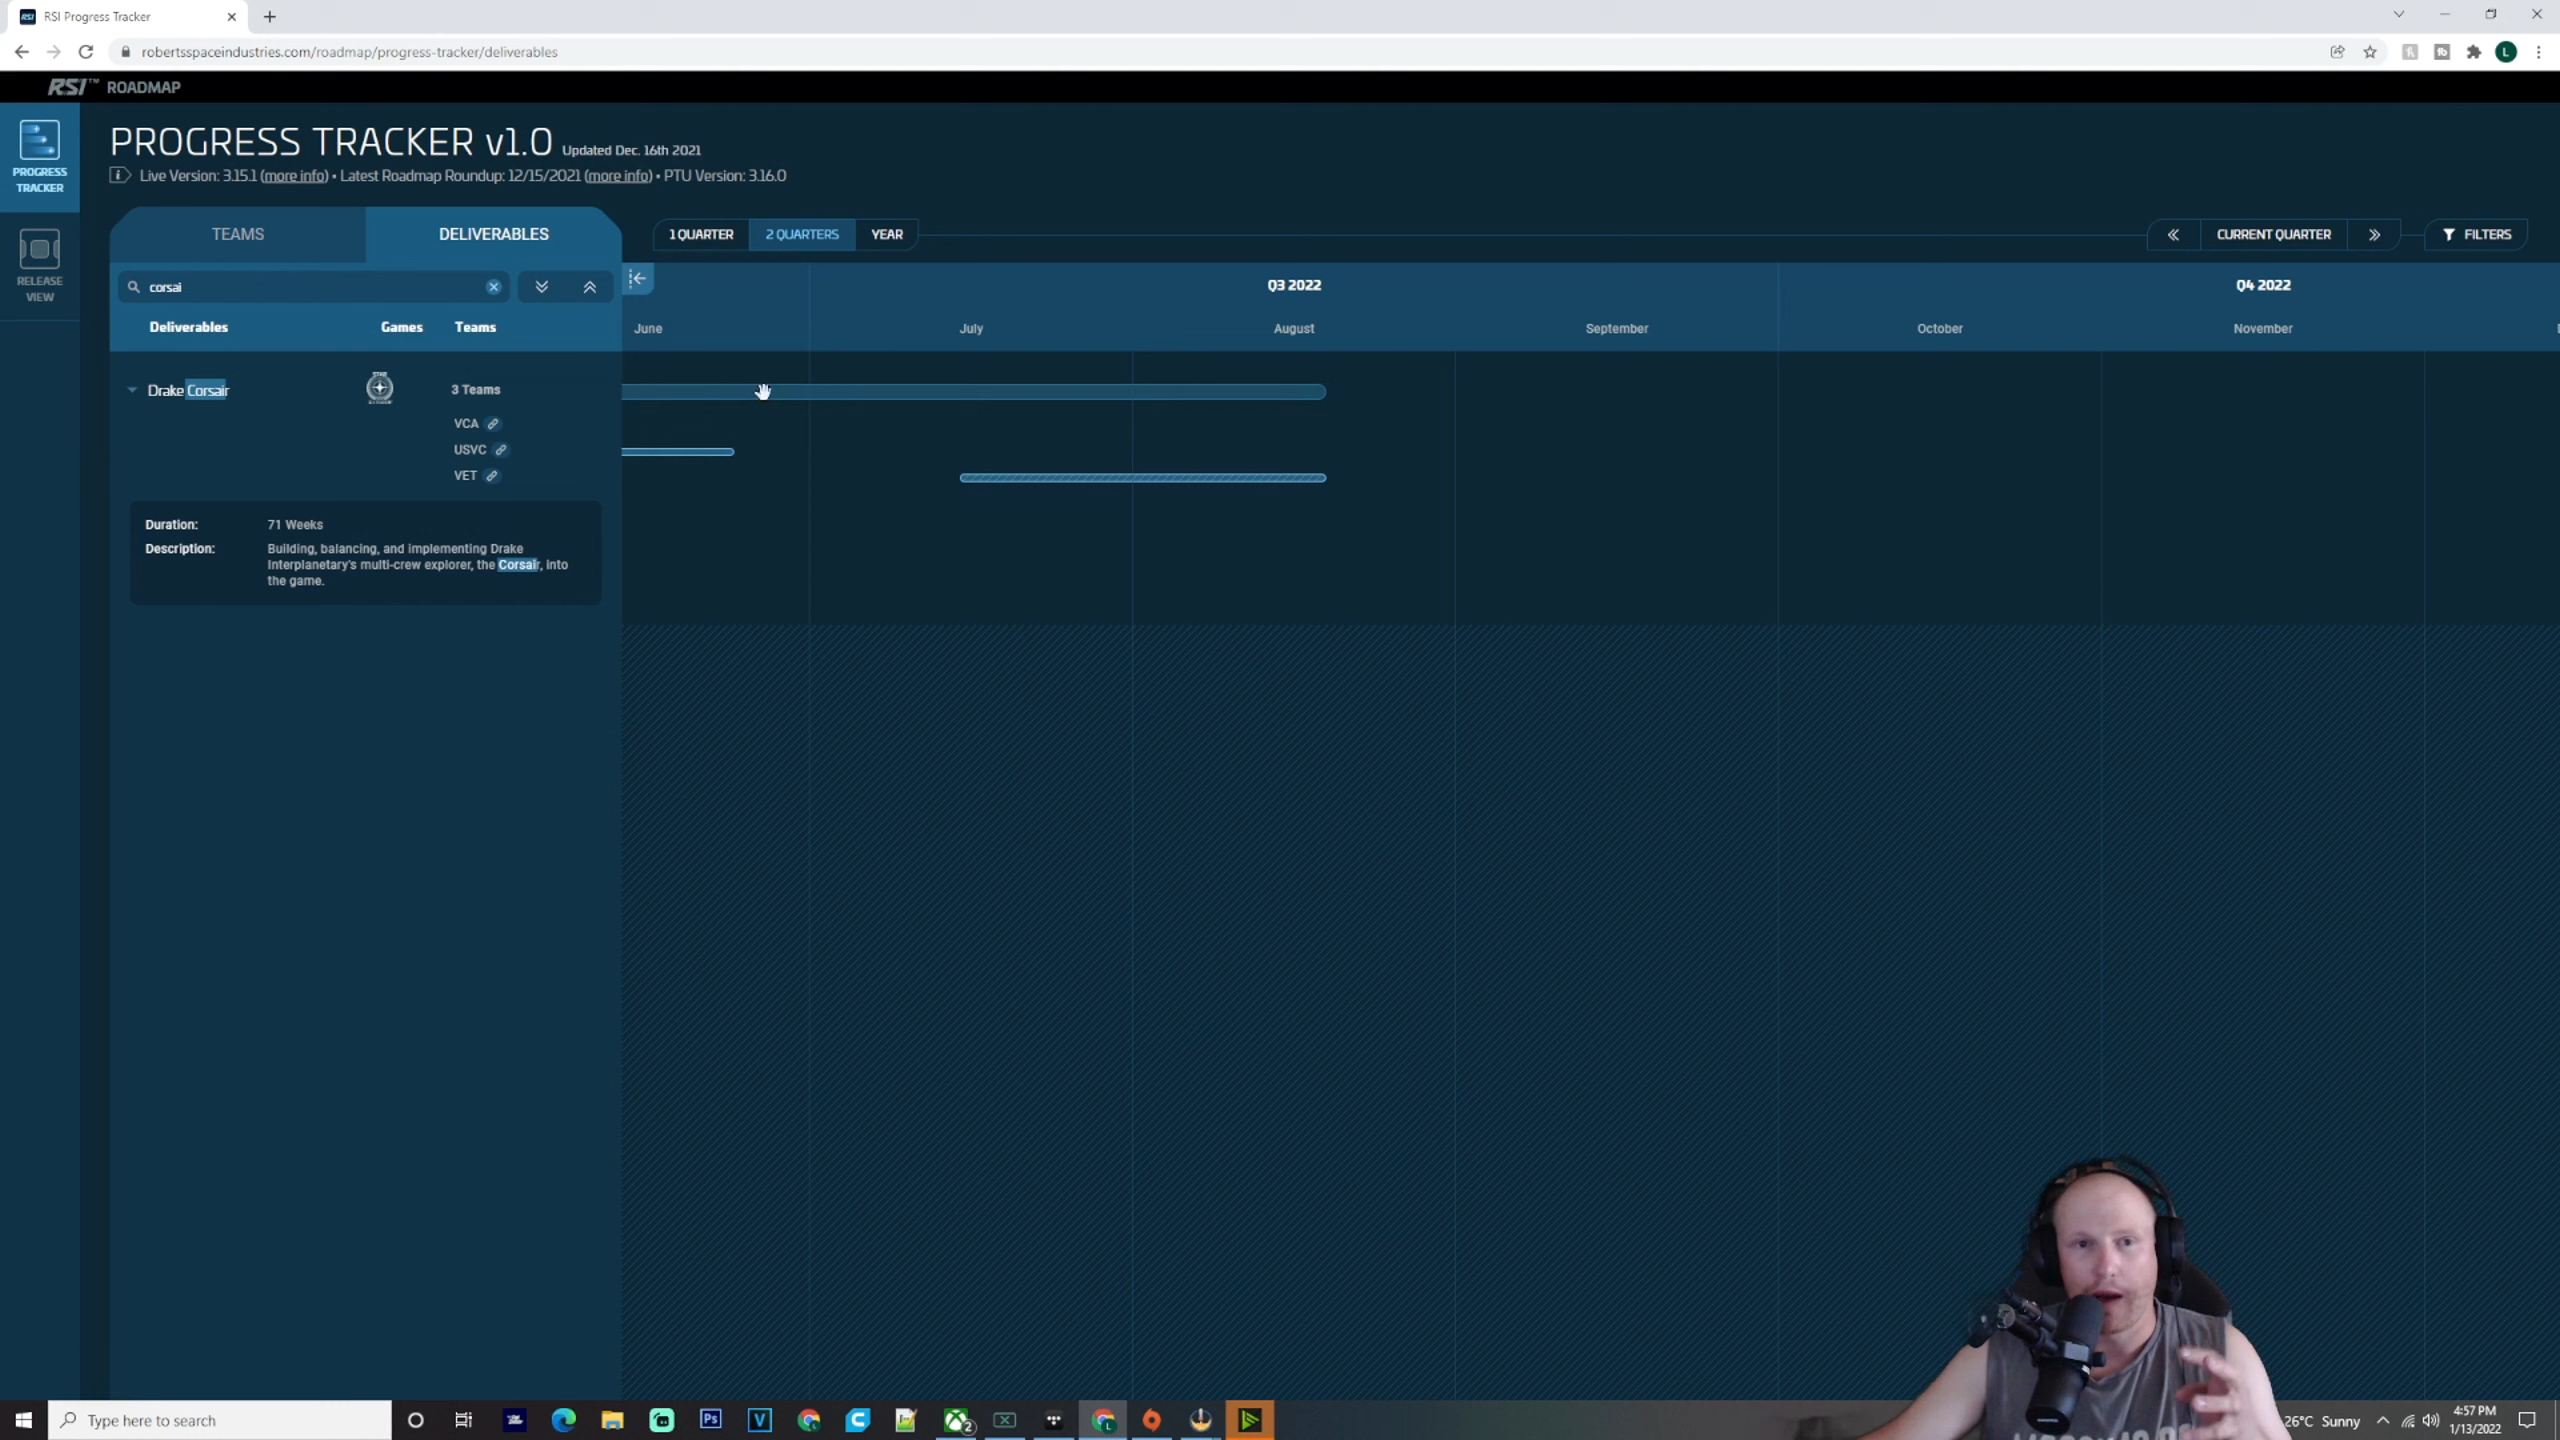 RSI Progress Tracker
robertsspaceindustries.com/roadmap/progress-tracker/deliverables
L
RSI™ ROADMAP
PROGRESS TRACKER
RELEASE VIEW
PROGRESS TRACKER v1.0 Updated Dec. 16th 2021
Live Version: 3.15.1 (more info) • Latest Roadmap Roundup: 12/15/2021 (more info) • PTU Version: 3.16.0
TEAMS DELIVERABLES 1 QUARTER 2 QUARTERS YEAR CURRENT QUARTER FILTERS
corsai
Q3 2022 Q4 2022
Deliverables Games Teams June July August September October November
Drake Corsair 3 Teams
VCA
USVC
VET
Duration: 71 Weeks
Description: Building, balancing, and implementing Drake
Interplanetary's multi-crew explorer, the Corsair, into
the game.
Type here to search
Ps
V
2
26°C Sunny
4:57 PM
1/13/2022